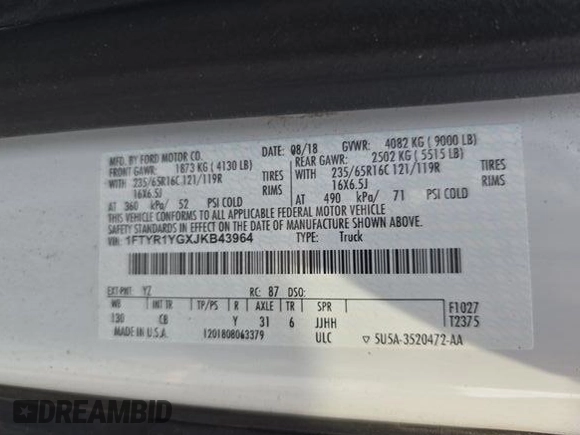 MFD. BY FORD MOTOR CO. DATE: 08/18 GVWR: 4082 KG ( 9000 LB)
FRONT GAWR: 1873 KG ( 4130 LB) REAR GAWR: 2502 KG ( 5515 LB)
WITH 235/65R16C 121/119R TIRES WITH 235/65R16C 121/119R TIRES
16X6.5J RIMS 16X6.5J RIMS
AT 360 kPa/ 52 PSI COLD AT 490 kPa/ 71 PSI COLD
THIS VEHICLE CONFORMS TO ALL APPLICABLE FEDERAL MOTOR VEHICLE
SAFETY STANDARDS IN EFFECT ON THE DATE OF MANUFACTURE SHOWN ABOVE.
VIN: 1FTYR1YGXJKB43964 TYPE: Truck
EXT PNT: YZ RC: 87 DSO:
WB INT TR TP/PS R AXLE TR SPR F1027
130 CB Y 31 6 JJHH T2375
MADE IN U.S.A. 1201808063379 ULC ▽ 5U5A-3520472-AA
DREAMBID